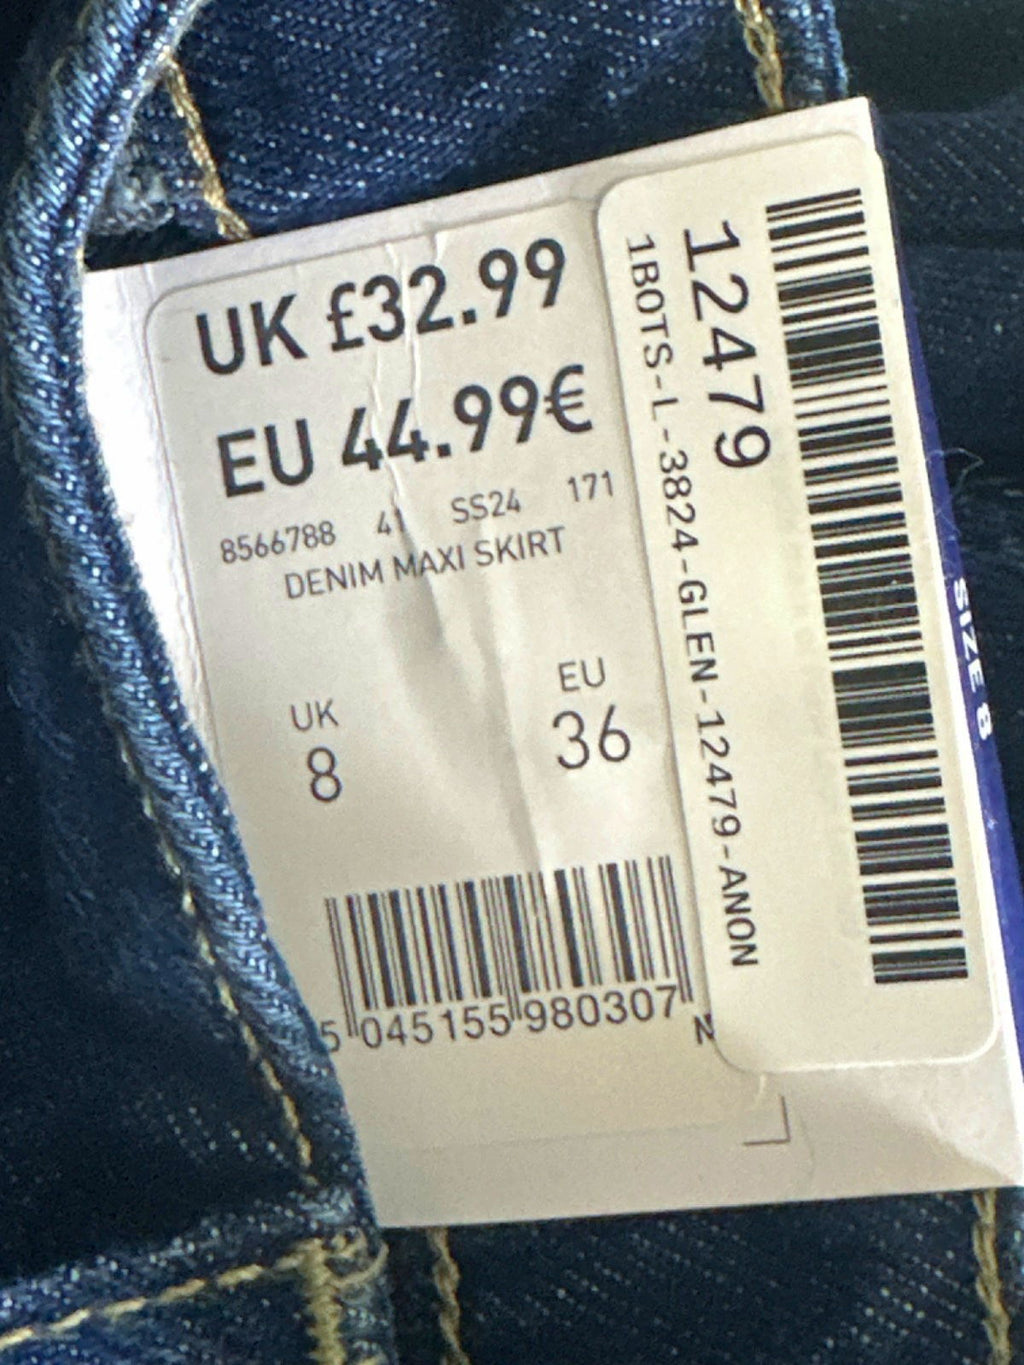 UK £32.99
EU 44.99€
8566788 41 SS24 171
DENIM MAXI SKIRT
UK
8
EU
36
5 045155 980307
N
12479
1BOTS-L-3824-GLEN-12479-ANON
SIZE 8